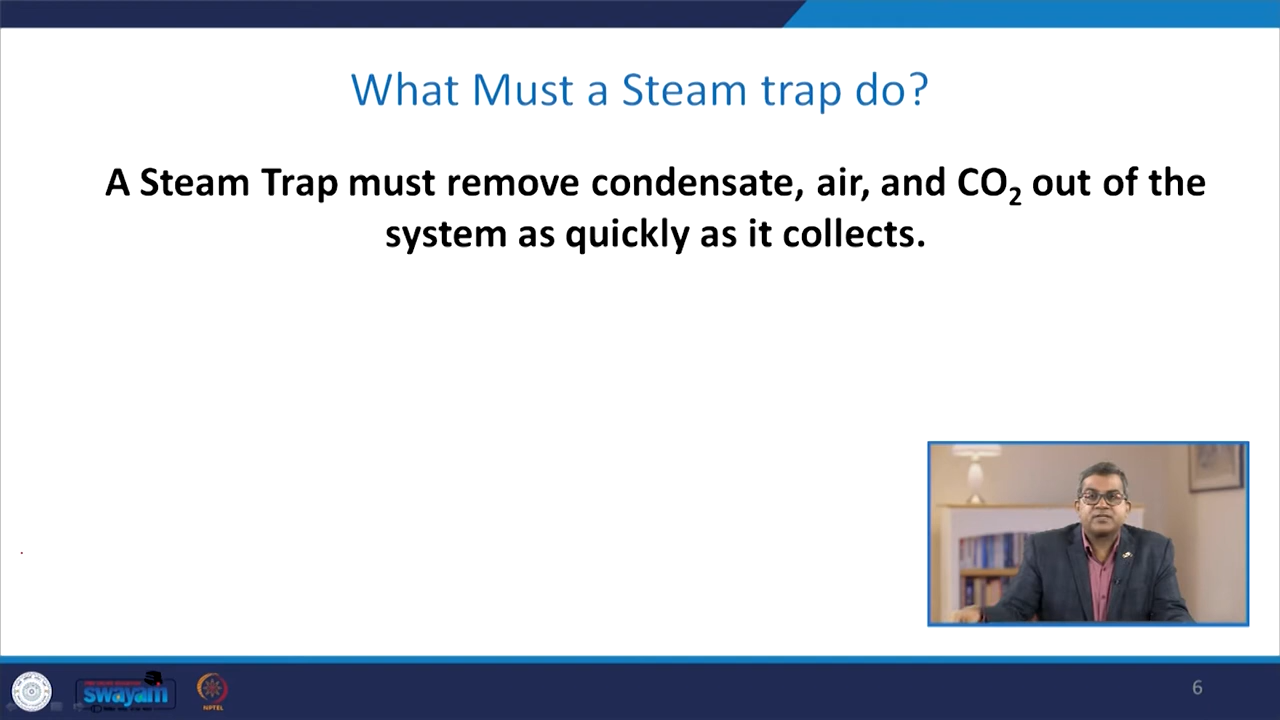 What Must a Steam trap do?
A Steam Trap must remove condensate, air, and CO₂ out of the
system as quickly as it collects.
swayam
NPTEL
6